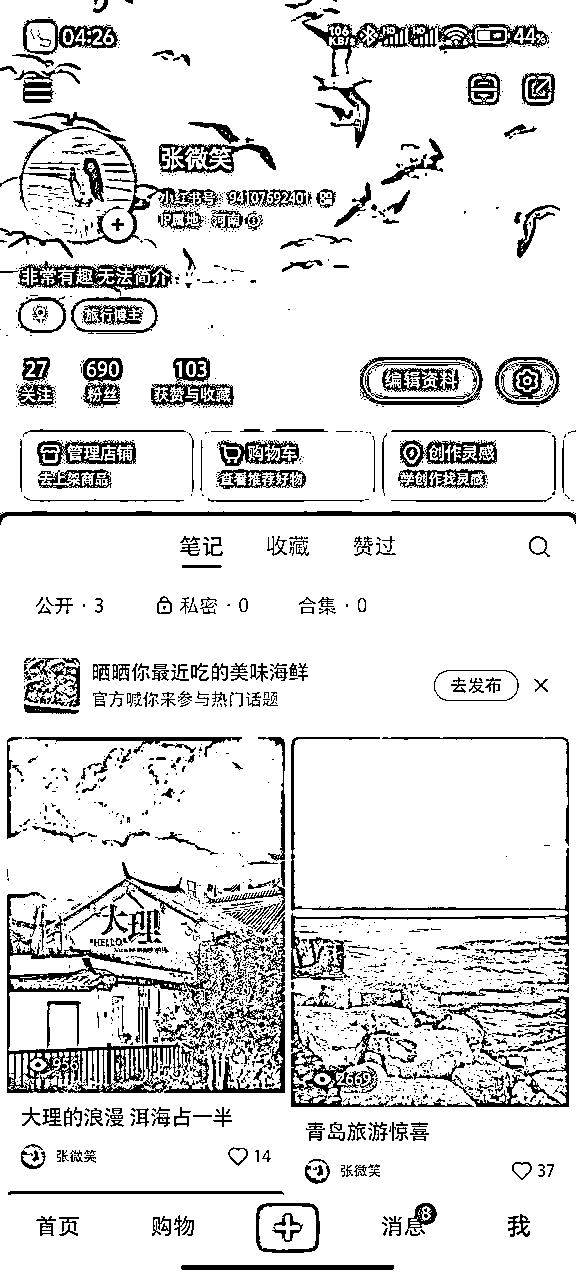 04:26
106 KB/s
44%
张微笑
小红书号：94107692401
IP属地：河南
非常有趣 无法简介
旅行博主
27 690 103
关注 粉丝 获赞与收藏
编辑资料
管理店铺 购物车 创作灵感
去上架商品 查看推荐好物 学创作找灵感
笔记 收藏 赞过
公开 · 3 私密 · 0 合集 · 0
晒晒你最近吃的美味海鲜
官方喊你来参与热门话题
去发布
大理
"HELLO"
2669
大理的浪漫 洱海占一半
张微笑 14
青岛旅游惊喜
张微笑 37
首页 购物 消息 8 我